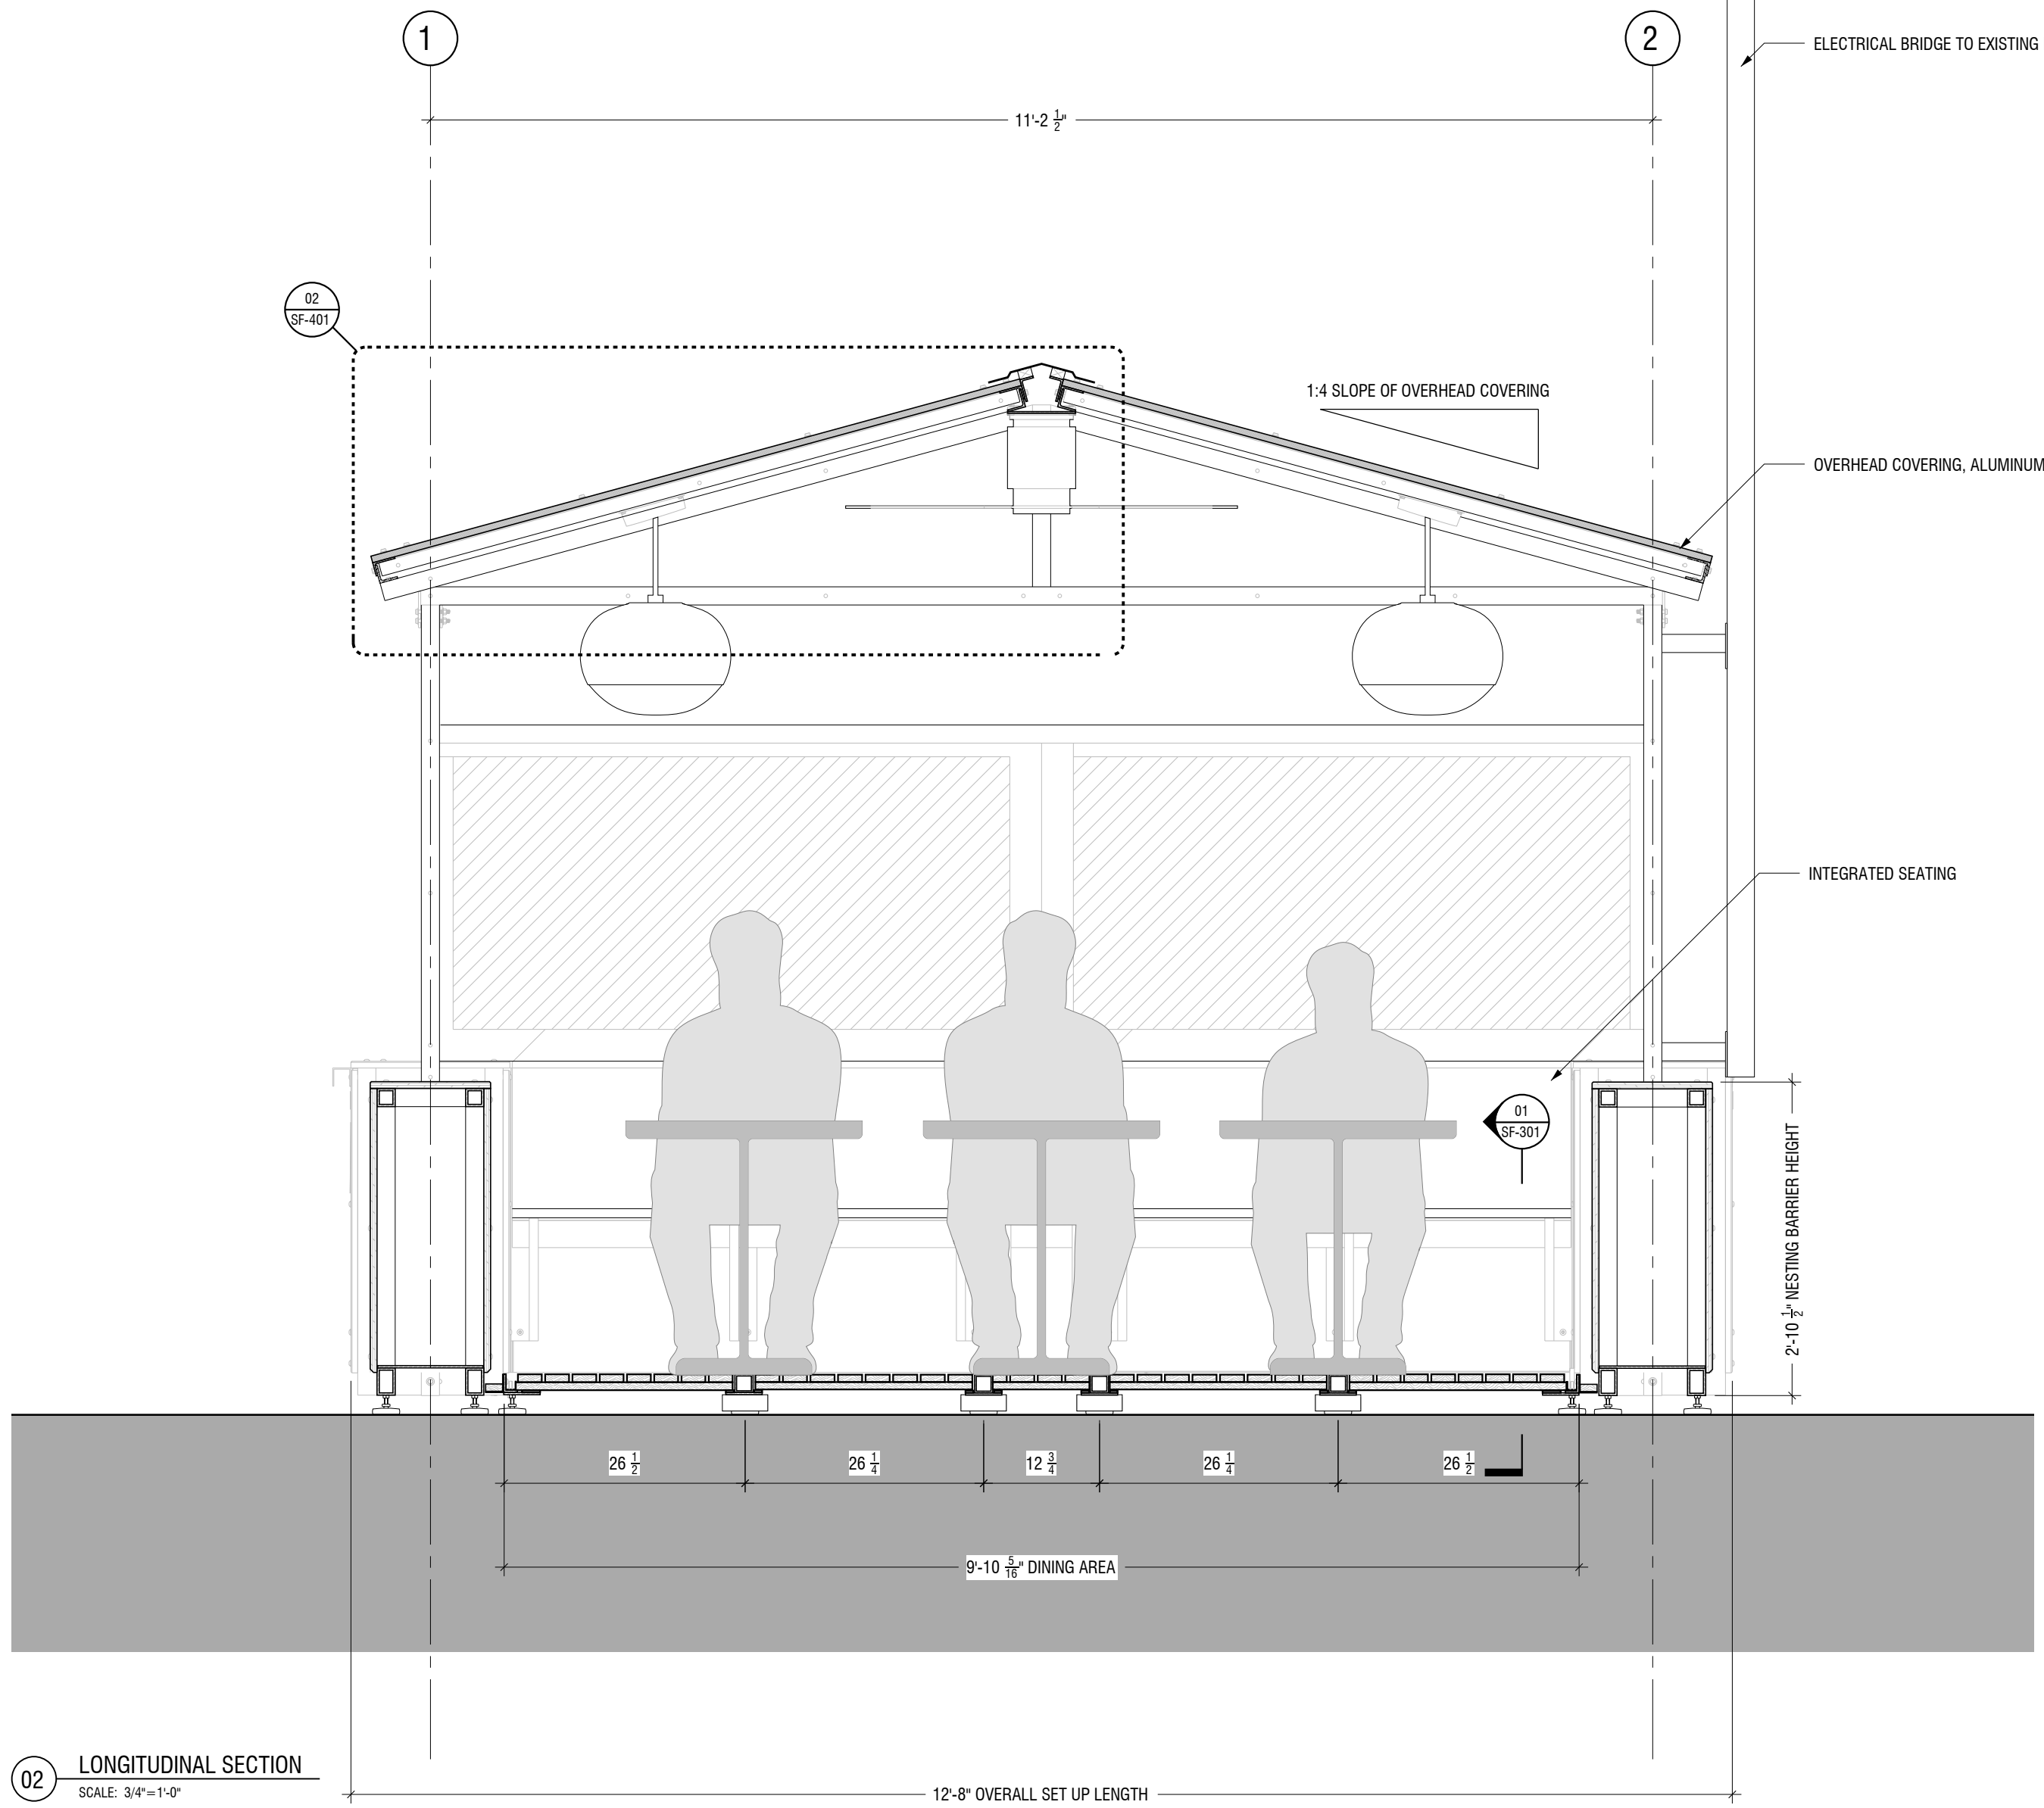 1
2
ELECTRICAL BRIDGE TO EXISTING
11'-2 1/2"
02
SF-401
1:4 SLOPE OF OVERHEAD COVERING
OVERHEAD COVERING, ALUMINUM
INTEGRATED SEATING
01
SF-301
2'-10 1/2" NESTING BARRIER HEIGHT
26 1/2
26 1/4
12 3/4
26 1/4
26 1/2
9'-10 5/16" DINING AREA
02
LONGITUDINAL SECTION
SCALE: 3/4"=1'-0"
12'-8" OVERALL SET UP LENGTH